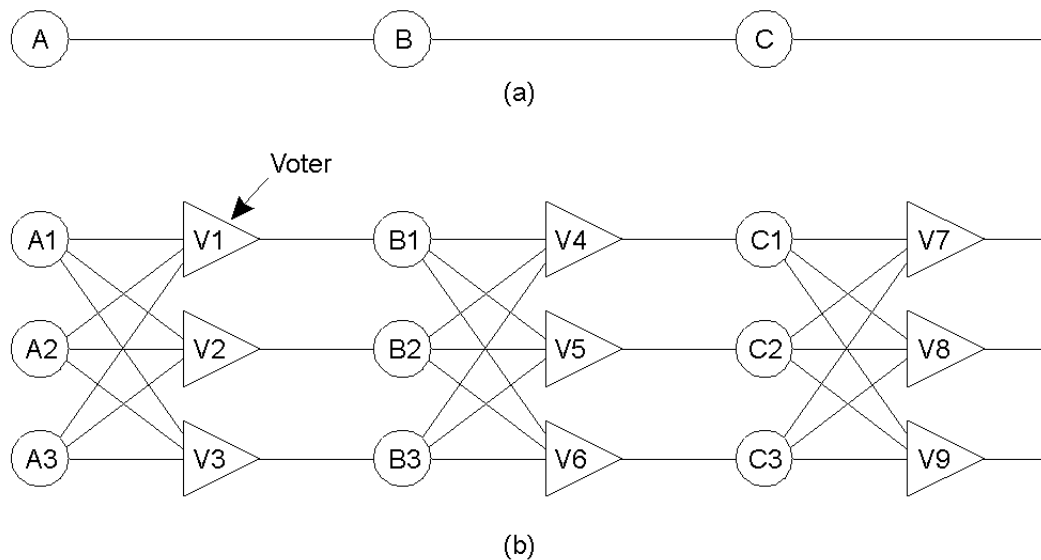 A B C
(a)
Voter
A1 V1 B1 V4 C1 V7
A2 V2 B2 V5 C2 V8
A3 V3 B3 V6 C3 V9
(b)